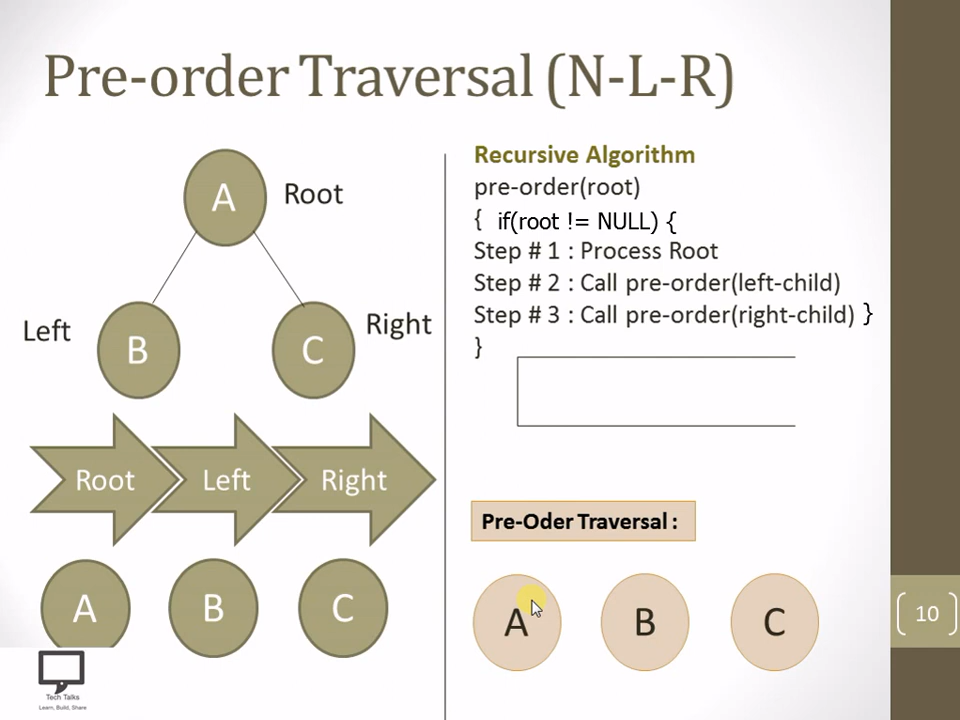 Pre-order Traversal (N-L-R)
A
Root
Left
B
C
Right
Root
Left
Right
A
B
C
Tech Talks
Learn, Build, Share
Recursive Algorithm
pre-order(root)
{ if(root != NULL) {
Step # 1 : Process Root
Step # 2 : Call pre-order(left-child)
Step # 3 : Call pre-order(right-child) }
}
Pre-Oder Traversal :
A
B
C
10